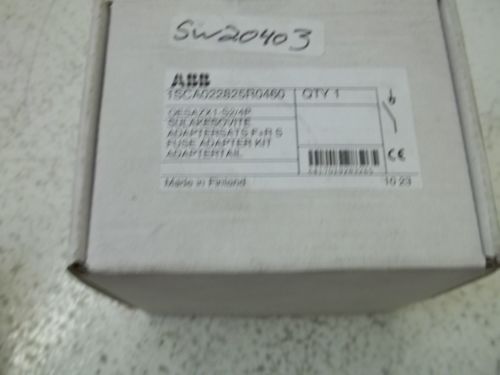 SW20403
ABB
1SCA022825R0460 QTY 1
OESAZX1-S2/4P
SULAKESOVITE
ADAPTERSATS F×R S
FUSE ADAPTER KIT
ADAPTERTAIL
CE
Made in Finland 10 23